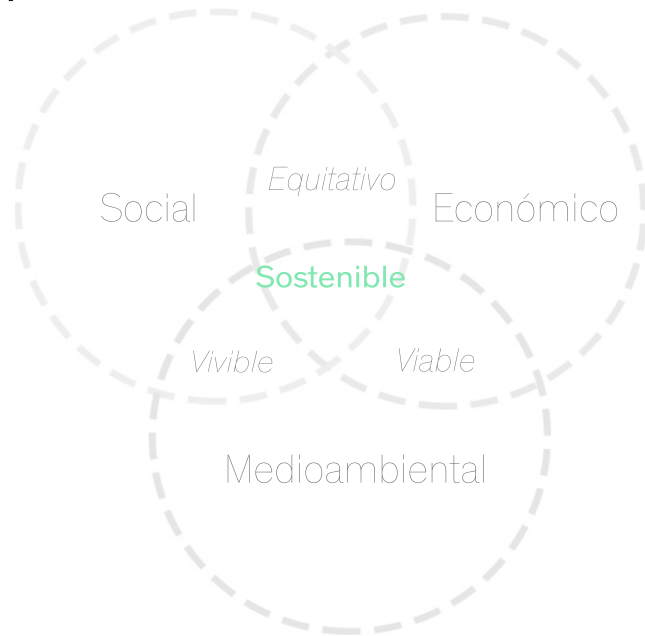 Equitativo
Social
Económico
Sostenible
Vivible
Viable
Medioambiental